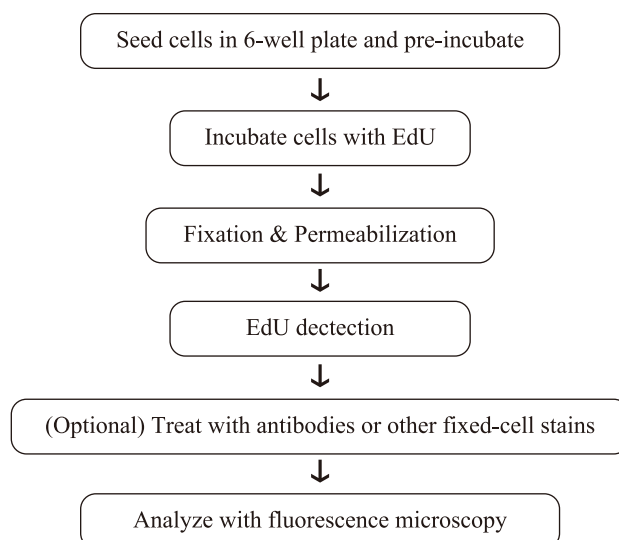 Seed cells in 6-well plate and pre-incubate
Incubate cells with EdU
Fixation & Permeabilization
EdU dectection
(Optional) Treat with antibodies or other fixed-cell stains
Analyze with fluorescence microscopy